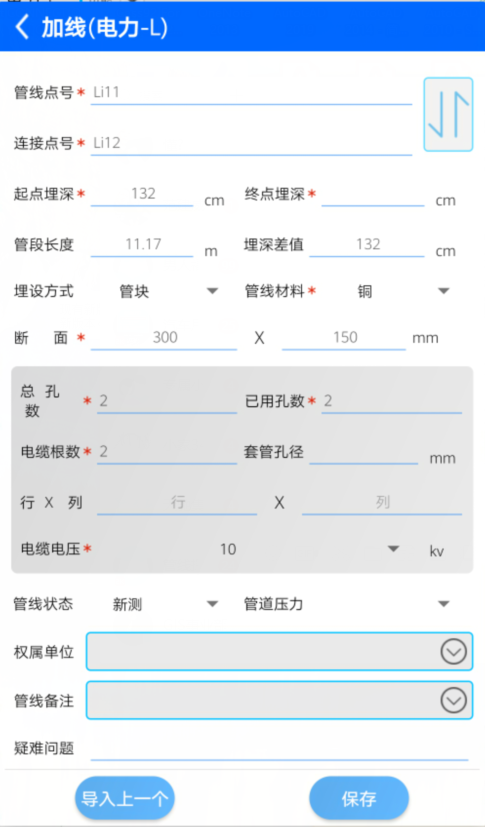 加线(电力-L)
管线点号* Li11
连接点号* Li12
起点埋深* 132 cm 终点埋深* cm
管段长度 11.17 m 埋深差值 132 cm
埋设方式 管块 管线材料* 铜
断 面 * 300 X 150 mm
总 孔
数 * 2 已用孔数* 2
电缆根数* 2 套管孔径 mm
行 X 列 行 X 列
电缆电压* 10 kv
管线状态 新测 管道压力
权属单位
管线备注
疑难问题
导入上一个 保存